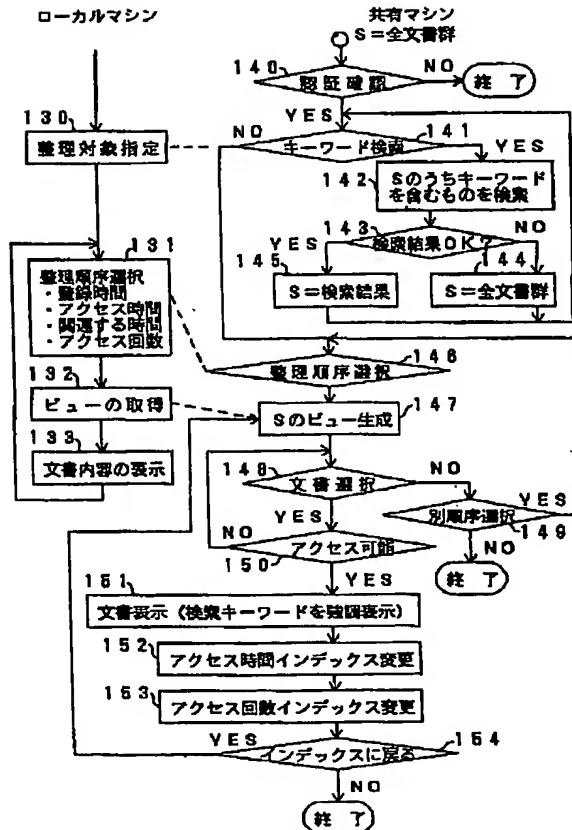 ローカルマシン
共有マシン
S=全文書群
140
認証確認
NO
終了
YES
130
整理対象指定
NO
141
キーワード検索
YES
142
Sのうちキーワード
を含むものを検索
143
YES
検索結果OK?
NO
145
144
S=検索結果
S=全文書群
131
整理順序選択
・登録時間
・アクセス時間
・関連する時間
・アクセス回数
146
整理順序選択
132
ビューの取得
147
Sのビュー生成
133
文書内容の表示
148
文書選択
NO
YES
YES
別順序選択
149
NO
アクセス可能
150
NO
終了
YES
151
文書表示(検索キーワードを強調表示)
152
アクセス時間インデックス変更
153
アクセス回数インデックス変更
YES
154
インデックスに戻る
NO
終了